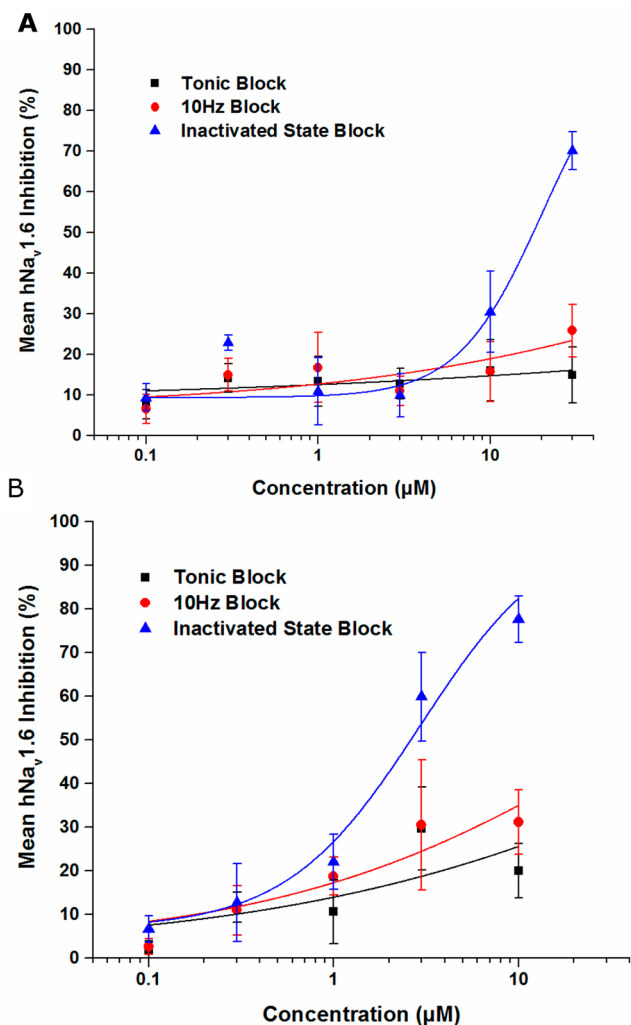 A
100
90
80
70
60
50
40
30
20
10
0
Mean hNav1.6 Inhibition (%)
Tonic Block
10Hz Block
Inactivated State Block
0.1 1 10
Concentration (µM)
B
100
90
80
70
60
50
40
30
20
10
0
Mean hNav1.6 Inhibition (%)
Tonic Block
10Hz Block
Inactivated State Block
0.1 1 10
Concentration (µM)